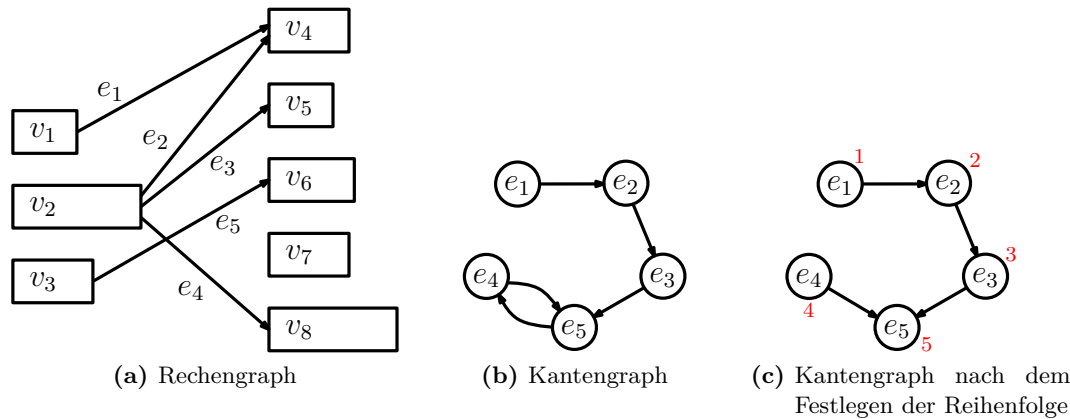 v4
e1
v5
v1
e2
e3
v6
v2
e5
v7
v3
e4
v8
(a) Rechengraph
e1
e2
e4
e3
e5
(b) Kantengraph
1
2
e1
e2
3
e4
e3
4
e5
5
(c) Kantengraph nach dem
Festlegen der Reihenfolge